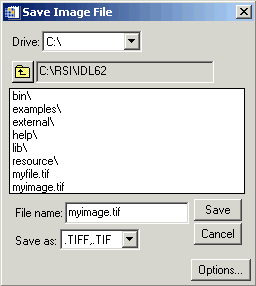 Save Image File
Drive: C:\
C:\RSI\IDL62
bin\
examples\
external\
help\
lib\
resource\
myfile.tif
myimage.tif
File name: myimage.tif Save
Save as: .TIFF,.TIF Cancel
Options...